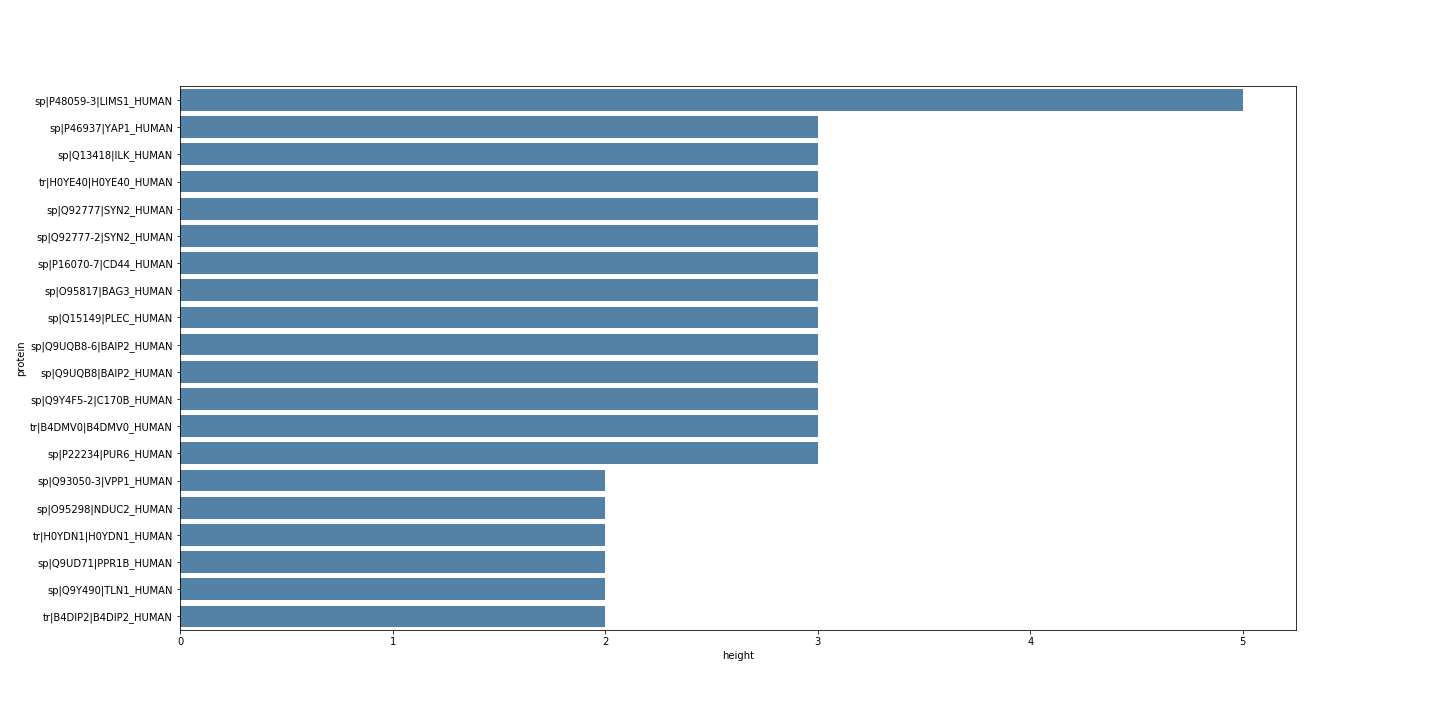 sp|P48059-3|LIMS1_HUMAN
sp|P46937|YAP1_HUMAN
sp|Q13418|ILK_HUMAN
tr|H0YE40|H0YE40_HUMAN
sp|Q92777|SYN2_HUMAN
sp|Q92777-2|SYN2_HUMAN
sp|P16070-7|CD44_HUMAN
sp|O95817|BAG3_HUMAN
sp|Q15149|PLEC_HUMAN
sp|Q9UQB8-6|BAIP2_HUMAN
sp|Q9UQB8|BAIP2_HUMAN
sp|Q9Y4F5-2|C170B_HUMAN
tr|B4DMV0|B4DMV0_HUMAN
sp|P22234|PUR6_HUMAN
sp|Q93050-3|VPP1_HUMAN
sp|O95298|NDUC2_HUMAN
tr|H0YDN1|H0YDN1_HUMAN
sp|Q9UD71|PPR1B_HUMAN
sp|Q9Y490|TLN1_HUMAN
tr|B4DIP2|B4DIP2_HUMAN
protein
0 1 2 3 4 5
height